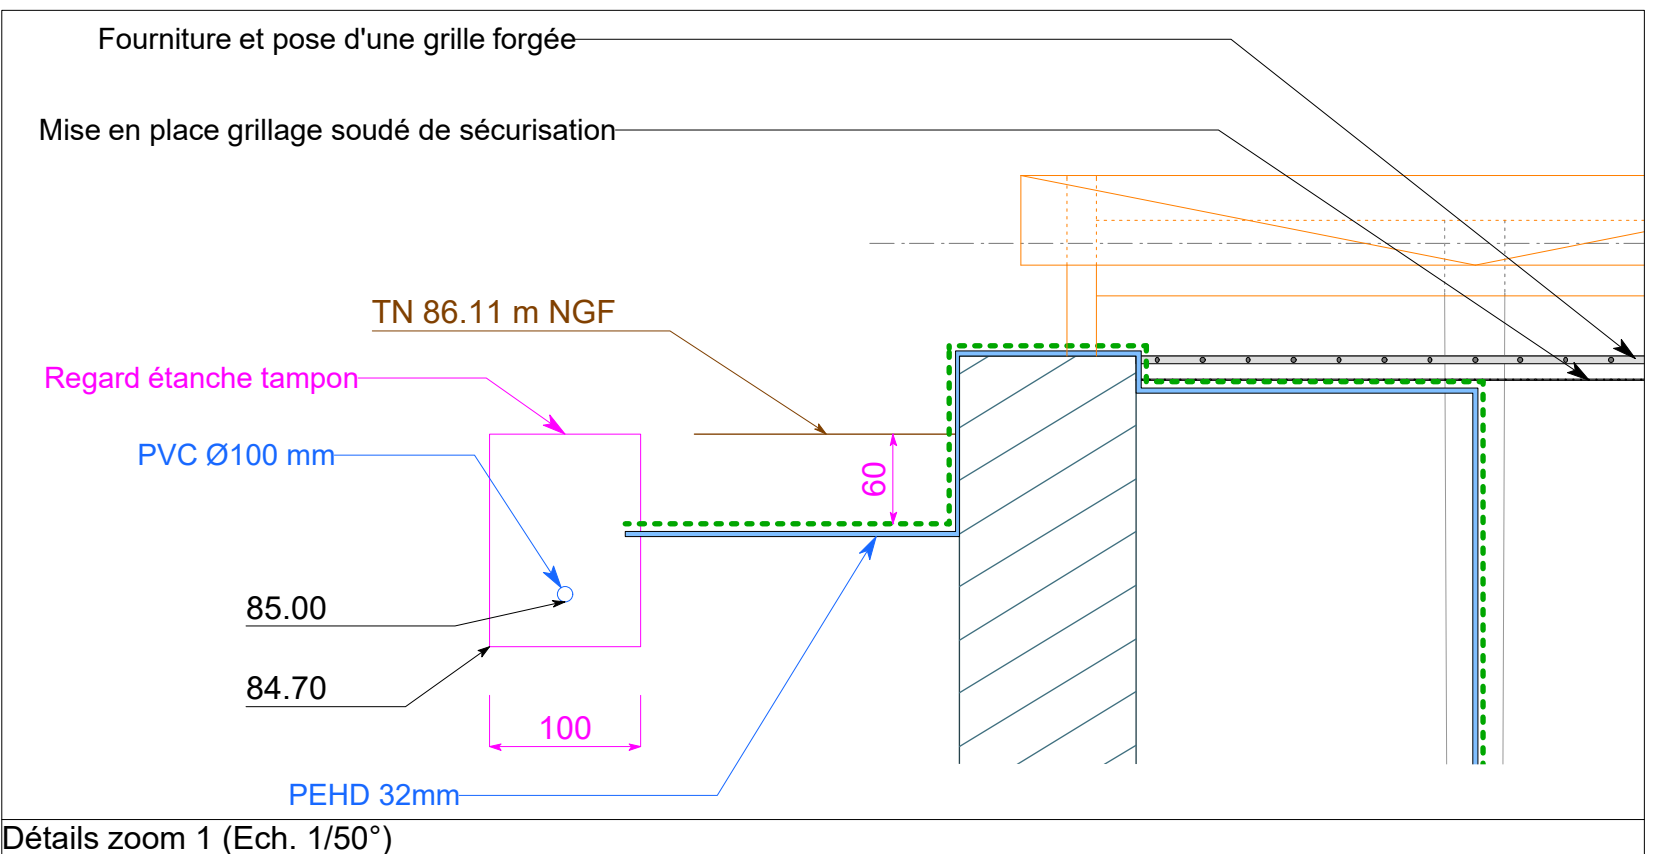 Fourniture et pose d'une grille forgée
Mise en place grillage soudé de sécurisation
TN 86.11 m NGF
Regard étanche tampon
PVC Ø100 mm
60
85.00
84.70
100
PEHD 32mm
Détails zoom 1 (Ech. 1/50°)